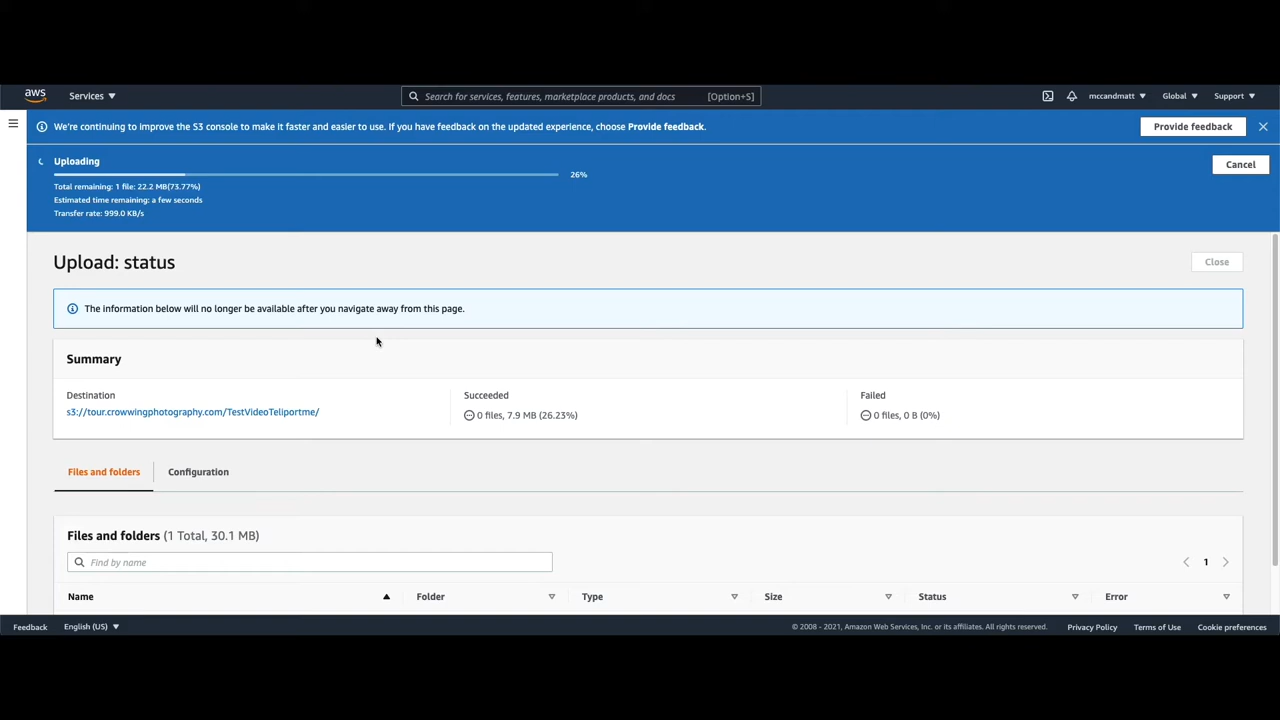 aws Services Search for services, features, marketplace products, and docs [Option+S] mccandmatt Global Support
We're continuing to improve the S3 console to make it faster and easier to use. If you have feedback on the updated experience, choose Provide feedback. Provide feedback
Uploading Cancel
26%
Total remaining: 1 file: 22.2 MB(73.77%)
Estimated time remaining: a few seconds
Transfer rate: 999.0 KB/s
Upload: status Close
The information below will no longer be available after you navigate away from this page.
Summary
Destination Succeeded Failed
s3://tour.crowwingphotography.com/TestVideoTeliportme/ 0 files, 7.9 MB (26.23%) 0 files, 0 B (0%)
Files and folders Configuration
Files and folders (1 Total, 30.1 MB)
Find by name 1
Name Folder Type Size Status Error
Feedback English (US) © 2008 - 2021, Amazon Web Services, Inc. or its affiliates. All rights reserved. Privacy Policy Terms of Use Cookie preferences